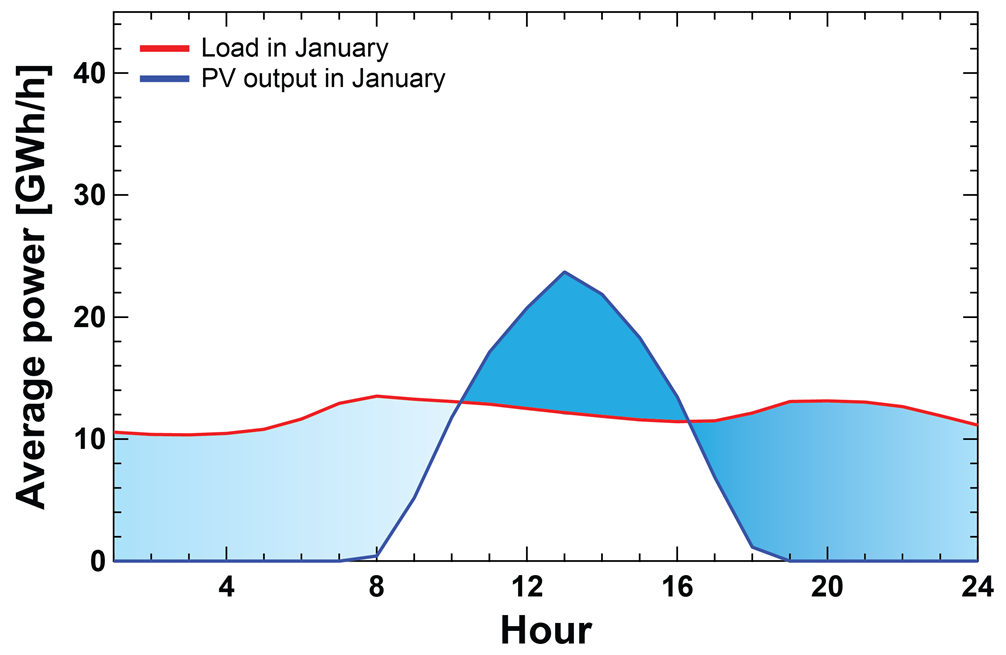 Load in January
PV output in January
Average power [GWh/h]
40
30
20
10
0
4 8 12 16 20 24
Hour